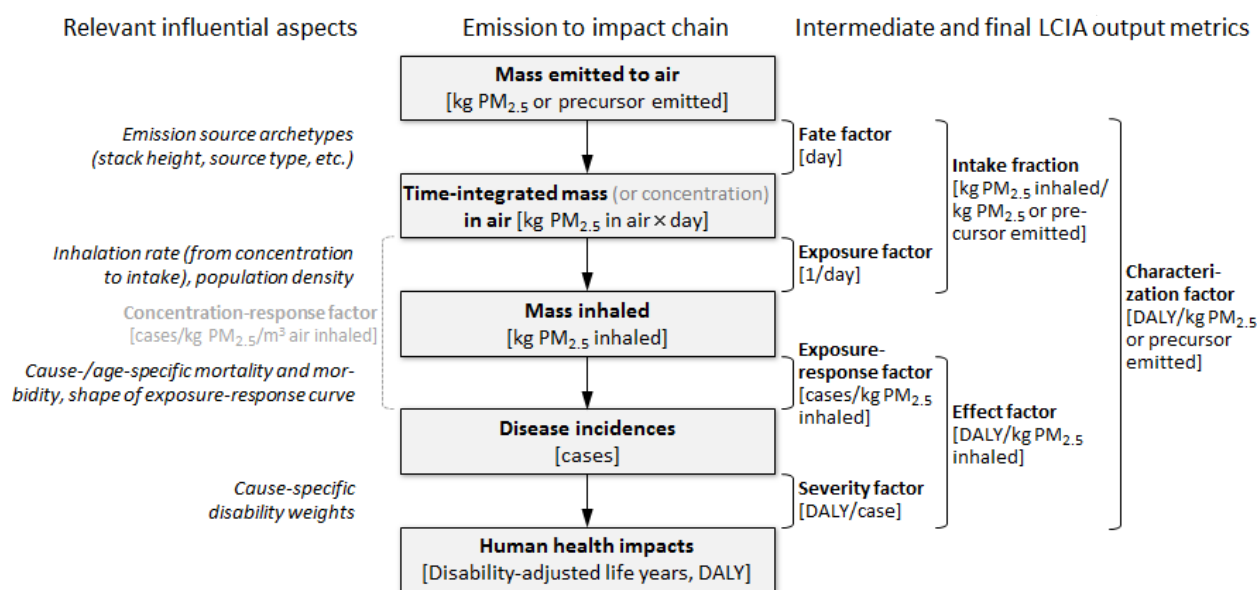 Relevant influential aspects
Emission to impact chain
Intermediate and final LCIA output metrics
Mass emitted to air
[kg PM2.5 or precursor emitted]
Emission source archetypes
(stack height, source type, etc.)
Fate factor
[day]
Intake fraction
[kg PM2.5 inhaled/
kg PM2.5 or pre-
cursor emitted]
Time-integrated mass (or concentration)
in air [kg PM2.5 in air × day]
Inhalation rate (from concentration
to intake), population density
Exposure factor
[1/day]
Characteri-
zation factor
[DALY/kg PM2.5
or precursor
emitted]
Concentration-response factor
[cases/kg PM2.5/m³ air inhaled]
Mass inhaled
[kg PM2.5 inhaled]
Cause-/age-specific mortality and mor-
bidity, shape of exposure-response curve
Exposure-
response factor
[cases/kg PM2.5
inhaled]
Effect factor
[DALY/kg PM2.5
inhaled]
Disease incidences
[cases]
Cause-specific
disability weights
Severity factor
[DALY/case]
Human health impacts
[Disability-adjusted life years, DALY]